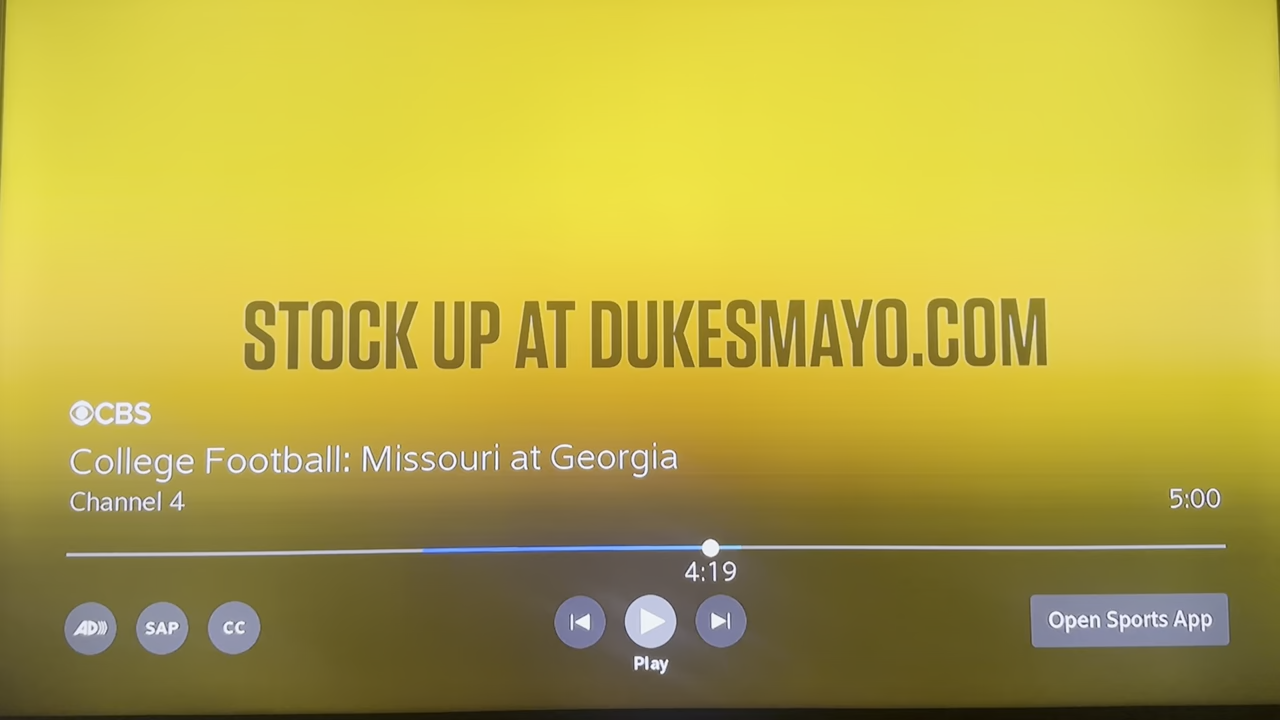 STOCK UP AT DUKESMAYO.COM
CBS
College Football: Missouri at Georgia
Channel 4
5:00
4:19
AD
SAP
CC
Open Sports App
Play